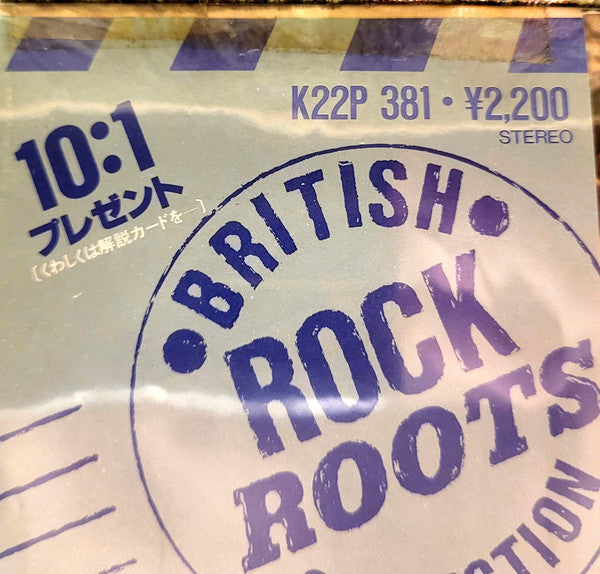 K22P 381・¥2,200
STEREO
10:1
プレゼント
[くわしくは解説カードを—]
BRITISH
ROCK
ROOTS